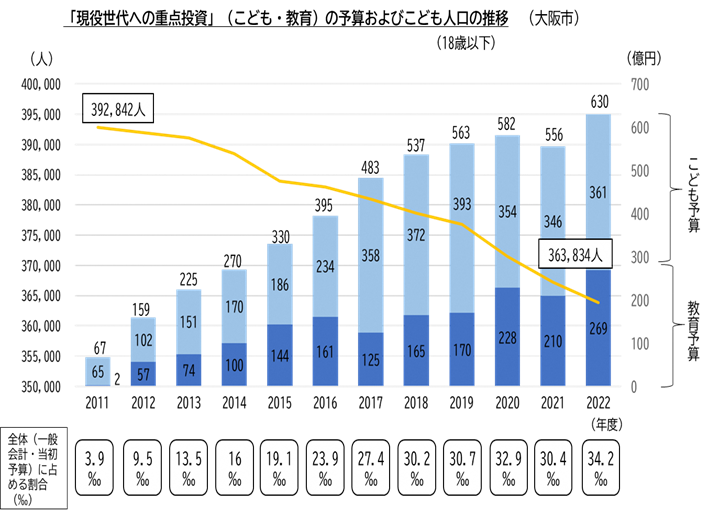 「現役世代への重点投資」（こども・教育）の予算およびこども人口の推移 （大阪市）
（18歳以下）
（人） （億円）
400,000 700
395,000 600
390,000 500
385,000 400
380,000 300
375,000 200
370,000 100
365,000 0
360,000
355,000
350,000
392,842人
363,834人
67 159 225 270 330 395 483 537 563 582 556 630
65 102 151 170 186 234 358 372 393 354 346 361
2 57 74 100 144 161 125 165 170 228 210 269
こども予算
教育予算
2011 2012 2013 2014 2015 2016 2017 2018 2019 2020 2021 2022
（年度）
全体（一般
会計・当初
予算）に占
める割合
（‰）
3.9 9.5 13.5 16 19.1 23.9 27.4 30.2 30.7 32.9 30.4 34.2
‰ ‰ ‰ ‰ ‰ ‰ ‰ ‰ ‰ ‰ ‰ ‰